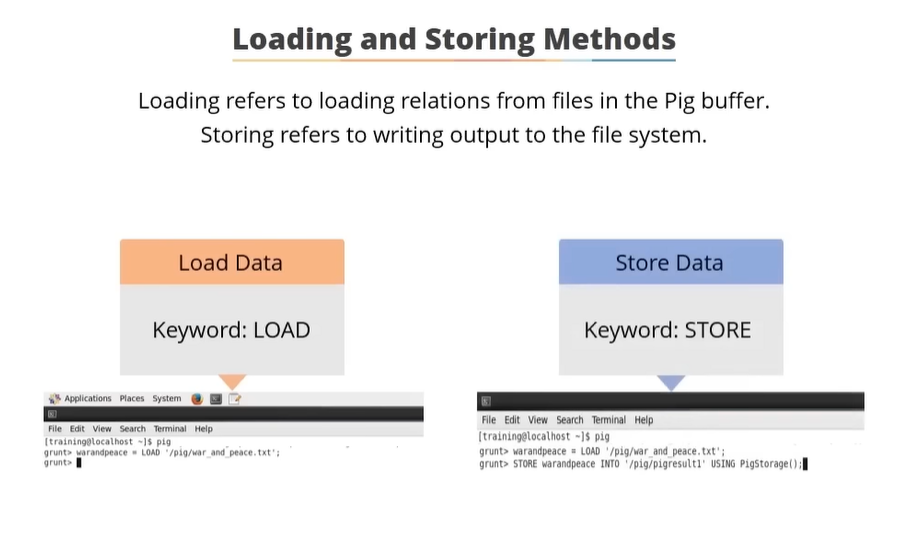 Loading and Storing Methods
Loading refers to loading relations from files in the Pig buffer.
Storing refers to writing output to the file system.
Load Data
Keyword: LOAD
Applications Places System
File Edit View Search Terminal Help
[training@localhost ~]$ pig
grunt> warandpeace = LOAD '/pig/war_and_peace.txt';
grunt>
Store Data
Keyword: STORE
File Edit View Search Terminal Help
[training@localhost ~]$ pig
grunt> warandpeace = LOAD '/pig/war_and_peace.txt';
grunt> STORE warandpeace INTO '/pig/pigresult1' USING PigStorage();